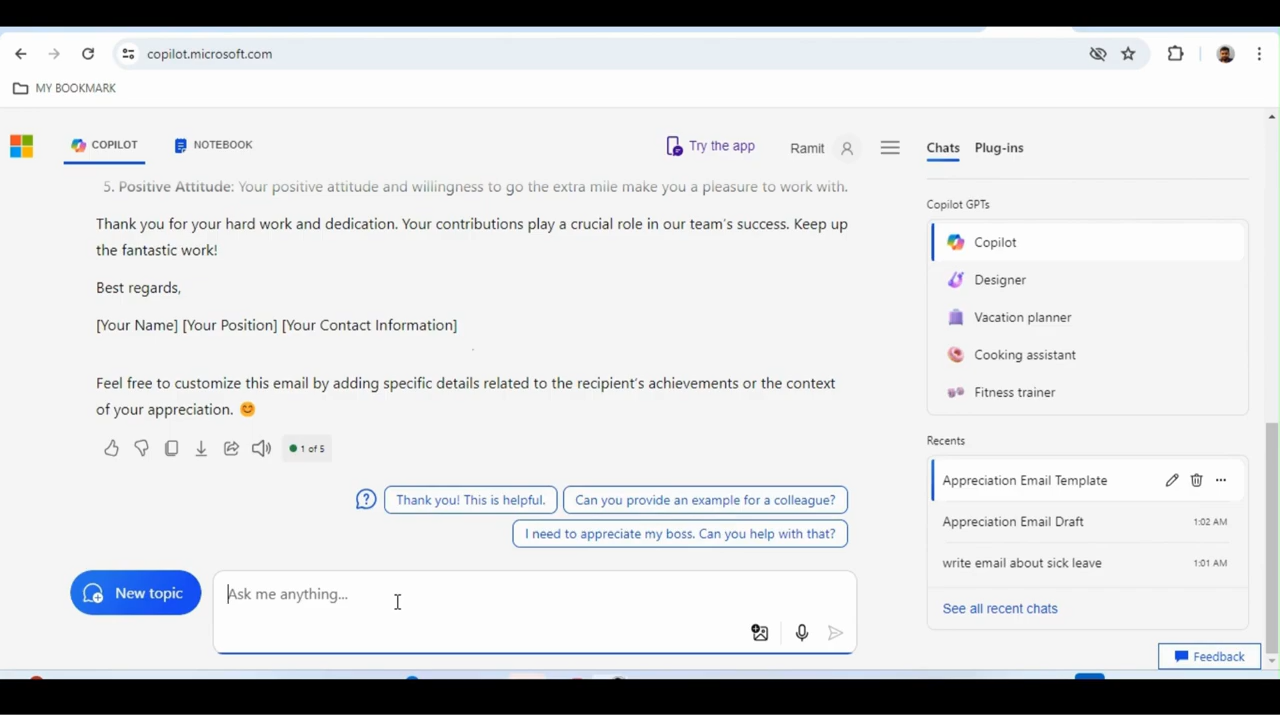 copilot.microsoft.com
MY BOOKMARK
COPILOT
NOTEBOOK
Try the app
Ramit
Chats
Plug-ins
5. Positive Attitude: Your positive attitude and willingness to go the extra mile make you a pleasure to work with.
Thank you for your hard work and dedication. Your contributions play a crucial role in our team's success. Keep up
the fantastic work!
Best regards,
[Your Name] [Your Position] [Your Contact Information]
Feel free to customize this email by adding specific details related to the recipient's achievements or the context
of your appreciation. 😊
1 of 5
Thank you! This is helpful.
Can you provide an example for a colleague?
I need to appreciate my boss. Can you help with that?
New topic
Ask me anything...
Copilot GPTs
Copilot
Designer
Vacation planner
Cooking assistant
Fitness trainer
Recents
Appreciation Email Template
Appreciation Email Draft 1:02 AM
write email about sick leave 1:01 AM
See all recent chats
Feedback